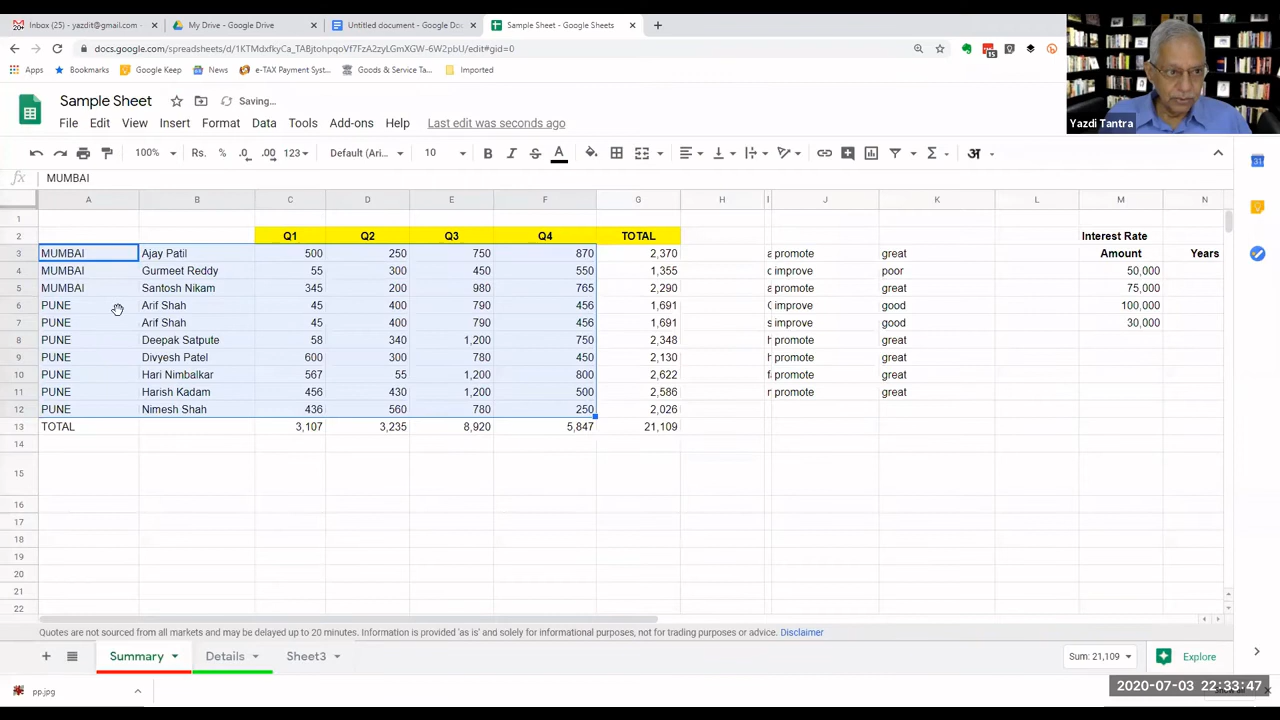 Inbox (25) - yazdit@gmail.com - 
My Drive - Google Drive
Untitled document - Google Docs
Sample Sheet - Google Sheets
docs.google.com/spreadsheets/d/1KTMdxfkyCa_TABjtohpqoVf7FzA2zyLGmXGW-6W2pbU/edit#gid=0
Apps
Bookmarks
Google Keep
News
e-TAX Payment Syst...
Goods & Service Ta...
Imported
Yazdi Tantra
Sample Sheet
Saving...
File Edit View Insert Format Data Tools Add-ons Help Last edit was seconds ago
100% Rs. % .0 .00 123 Default (Ari... 10 B I S A Σ अ
fx MUMBAI
A B C D E F G H I J K L M N
1
2 Q1 Q2 Q3 Q4 TOTAL Interest Rate
3 MUMBAI Ajay Patil 500 250 750 870 2,370 promote great Amount Years
4 MUMBAI Gurmeet Reddy 55 300 450 550 1,355 improve poor 50,000
5 MUMBAI Santosh Nikam 345 200 980 765 2,290 promote great 75,000
6 PUNE Arif Shah 45 400 790 456 1,691 improve good 100,000
7 PUNE Arif Shah 45 400 790 456 1,691 improve good 30,000
8 PUNE Deepak Satpute 58 340 1,200 750 2,348 promote great
9 PUNE Divyesh Patel 600 300 780 450 2,130 improve great
10 PUNE Hari Nimbalkar 567 55 1,200 800 2,622 promote great
11 PUNE Harish Kadam 456 430 1,200 500 2,586 promote great
12 PUNE Nimesh Shah 436 560 780 250 2,026
13 TOTAL 3,107 3,235 8,920 5,847 21,109
14
15
16
17
18
19
20
21
22
Quotes are not sourced from all markets and may be delayed up to 20 minutes. Information is provided 'as is' and solely for informational purposes, not for trading purposes or advice. Disclaimer
Summary Details Sheet3 Sum: 21,109 Explore
pp.jpg
2020-07-03 22:33:47